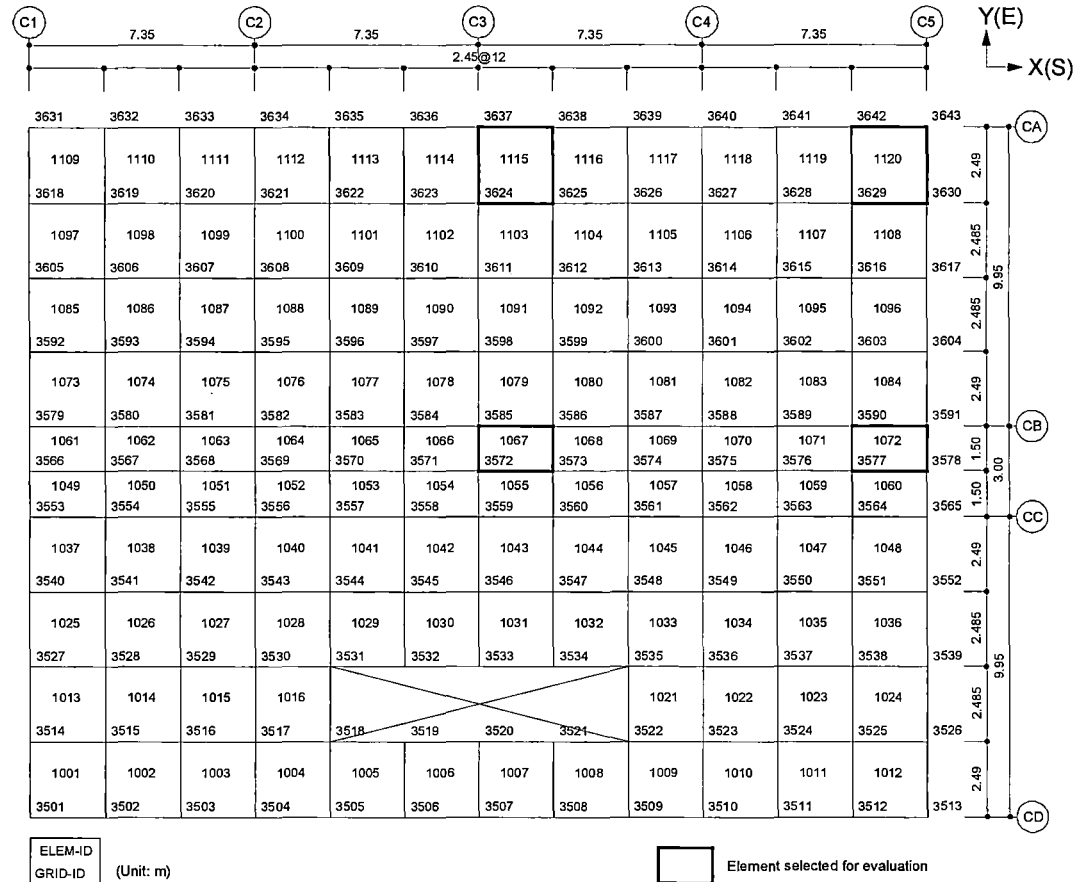 C1 C2 C3 C4 C5 Y(E)
7.35 7.35 7.35 7.35
2.45@12 X(S)
3631 3632 3633 3634 3635 3636 3637 3638 3639 3640 3641 3642 3643 CA
1109 1110 1111 1112 1113 1114 1115 1116 1117 1118 1119 1120 2.49
3618 3619 3620 3621 3622 3623 3624 3625 3626 3627 3628 3629 3630
1097 1098 1099 1100 1101 1102 1103 1104 1105 1106 1107 1108 2.485
3605 3606 3607 3608 3609 3610 3611 3612 3613 3614 3615 3616 3617 9.95
1085 1086 1087 1088 1089 1090 1091 1092 1093 1094 1095 1096 2.485
3592 3593 3594 3595 3596 3597 3598 3599 3600 3601 3602 3603 3604
1073 1074 1075 1076 1077 1078 1079 1080 1081 1082 1083 1084 2.49
3579 3580 3581 3582 3583 3584 3585 3586 3587 3588 3589 3590 3591 CB
1061 1062 1063 1064 1065 1066 1067 1068 1069 1070 1071 1072 1.50
3566 3567 3568 3569 3570 3571 3572 3573 3574 3575 3576 3577 3578 3.00
1049 1050 1051 1052 1053 1054 1055 1056 1057 1058 1059 1060 1.50
3553 3554 3555 3556 3557 3558 3559 3560 3561 3562 3563 3564 3565 CC
1037 1038 1039 1040 1041 1042 1043 1044 1045 1046 1047 1048 2.49
3540 3541 3542 3543 3544 3545 3546 3547 3548 3549 3550 3551 3552
1025 1026 1027 1028 1029 1030 1031 1032 1033 1034 1035 1036 2.485
3527 3528 3529 3530 3531 3532 3533 3534 3535 3536 3537 3538 3539 9.95
1013 1014 1015 1016 1021 1022 1023 1024 2.485
3514 3515 3516 3517 3518 3519 3520 3521 3522 3523 3524 3525 3526
1001 1002 1003 1004 1005 1006 1007 1008 1009 1010 1011 1012 2.49
3501 3502 3503 3504 3505 3506 3507 3508 3509 3510 3511 3512 3513 CD
ELEM-ID
GRID-ID (Unit: m) Element selected for evaluation